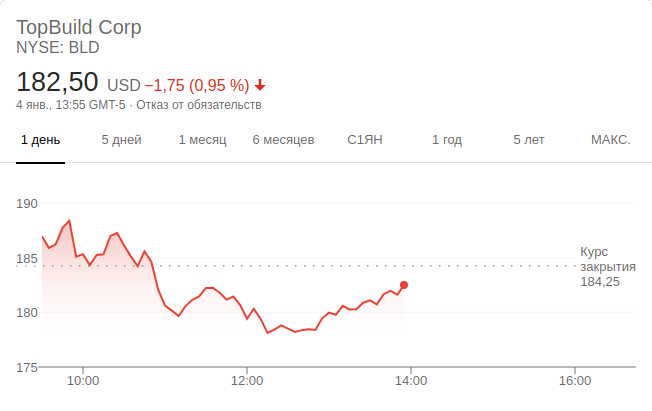 TopBuild Corp
NYSE: BLD
182,50 USD −1,75 (0,95 %)
4 янв., 13:55 GMT-5 · Отказ от обязательств
1 день 5 дней 1 месяц 6 месяцев С1ЯН 1 год 5 лет МАКС.
190
185
180
175
Курс
закрытия
184,25
10:00 12:00 14:00 16:00